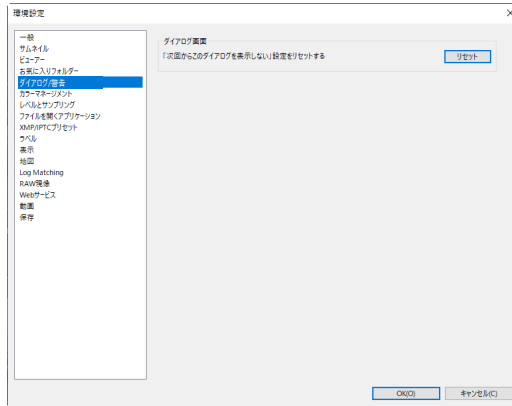 環境設定
一般
サムネイル
ビューアー
お気に入りフォルダー
ダイアログ/警告
カラーマネージメント
レベルとサンプリング
ファイルを開くアプリケーション
XMP/IPTCプリセット
ラベル
表示
地図
Log Matching
RAW現像
Webサービス
動画
保存
ダイアログ画面
「次回からこのダイアログを表示しない」設定をリセットする
リセット
OK(O)
キャンセル(C)